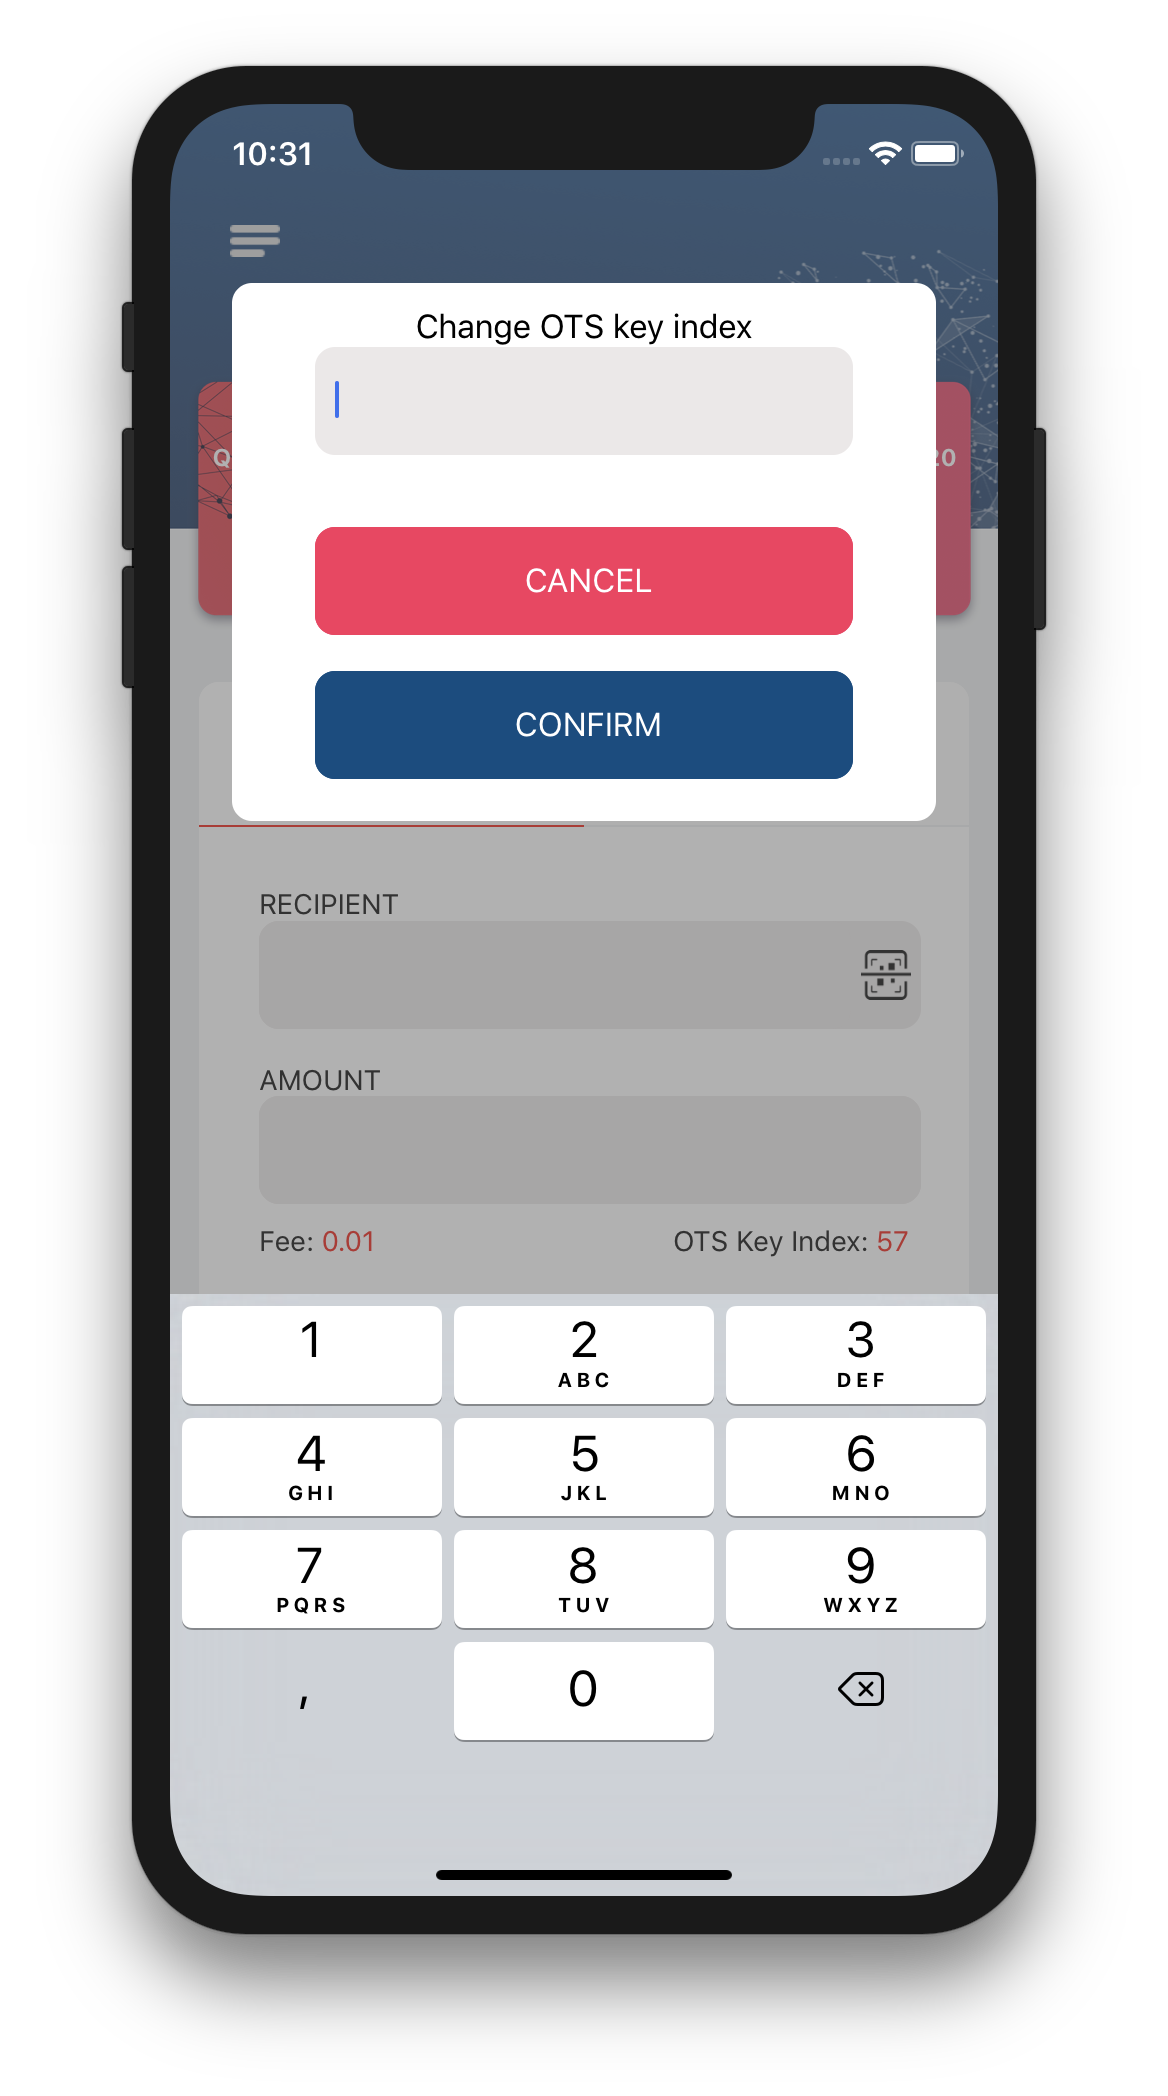 10:31
Change OTS key index
CANCEL
CONFIRM
RECIPIENT
AMOUNT
Fee: 0.01 OTS Key Index: 57
1 2 3
ABC DEF
4 5 6
GHI JKL MNO
7 8 9
PQRS TUV WXYZ
, 0